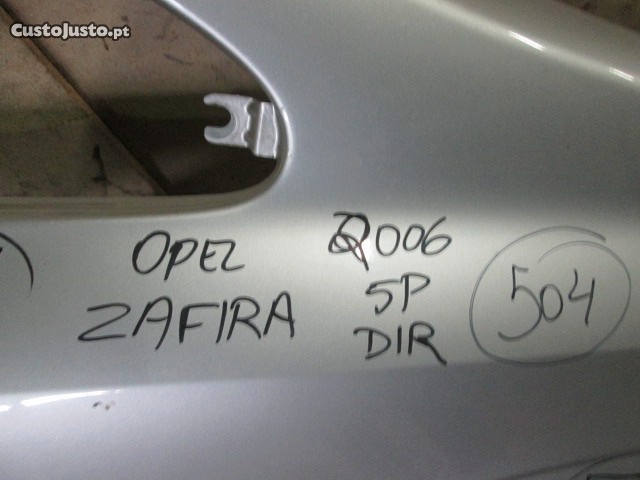 CustoJusto.pt
OPEL 2006
ZAFIRA 5P
DIR
504